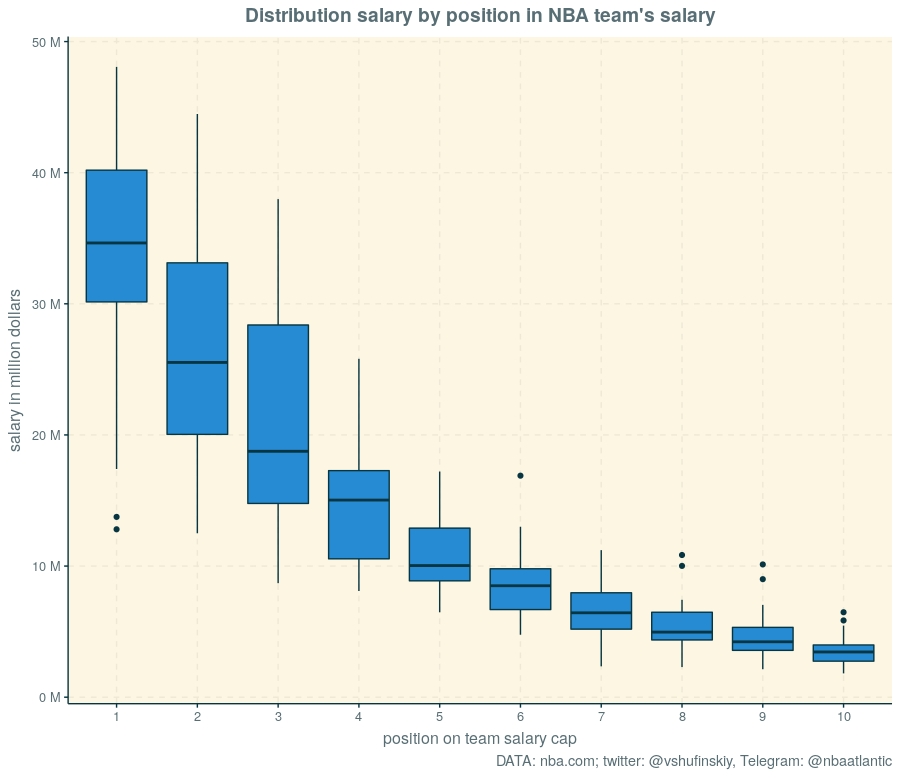 Distribution salary by position in NBA team's salary
50 M
40 M
30 M
20 M
10 M
0 M
salary in million dollars
1 2 3 4 5 6 7 8 9 10
position on team salary cap
DATA: nba.com; twitter: @vshufinskiy, Telegram: @nbaatlantic